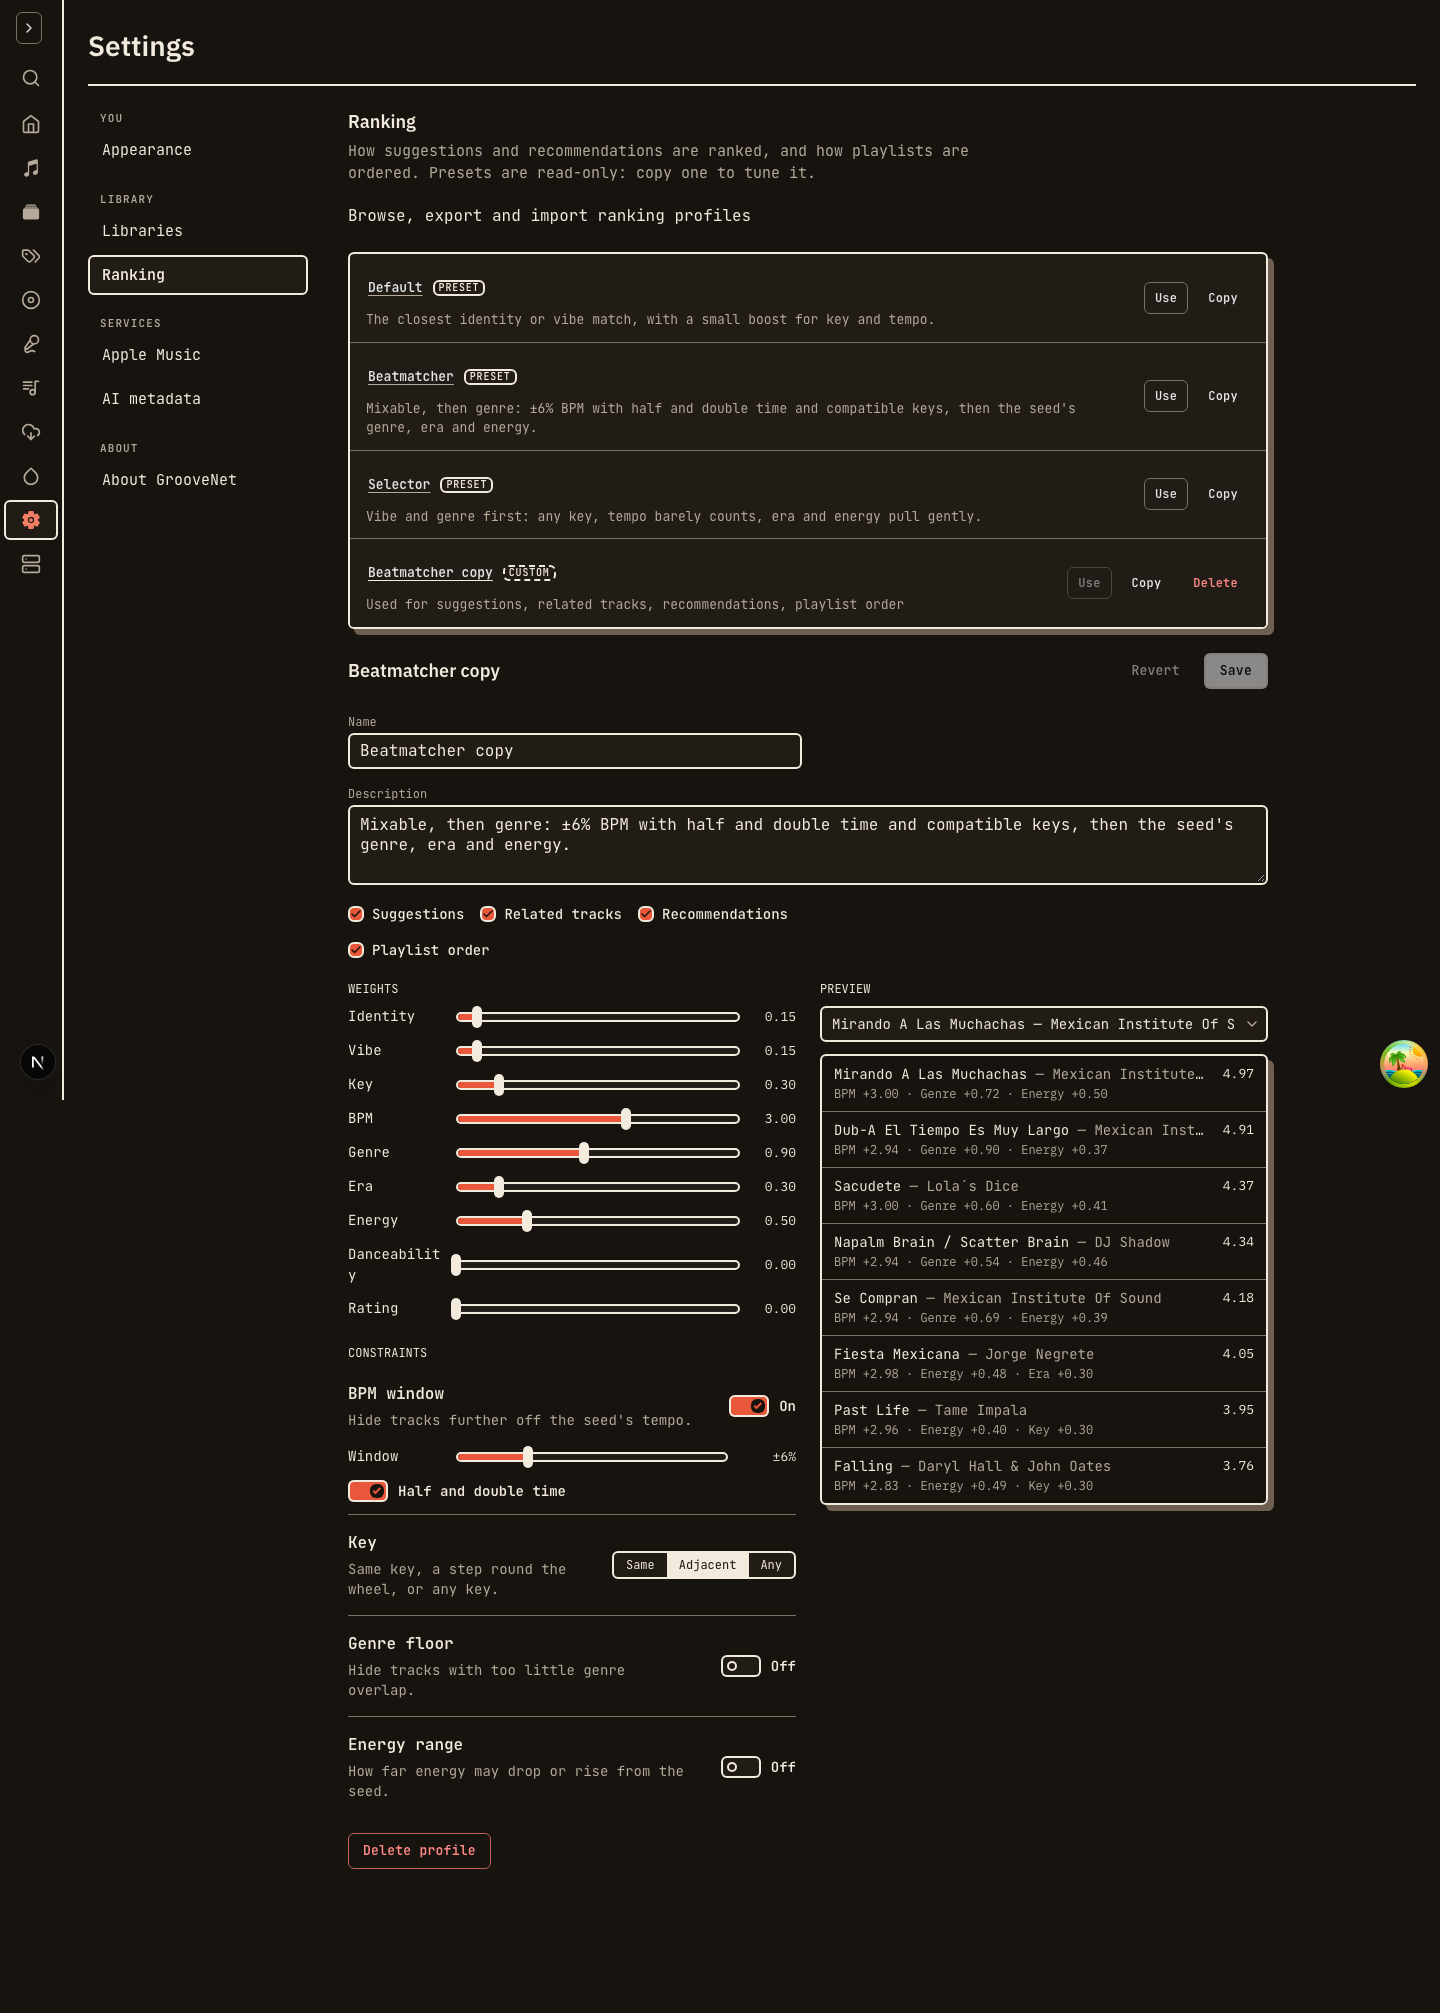 Settings
YOU
Appearance
LIBRARY
Libraries
Ranking
SERVICES
Apple Music
AI metadata
ABOUT
About GrooveNet
Ranking
How suggestions and recommendations are ranked, and how playlists are
ordered. Presets are read-only: copy one to tune it.
Browse, export and import ranking profiles
Default PRESET
The closest identity or vibe match, with a small boost for key and tempo.
Use Copy
Beatmatcher PRESET
Mixable, then genre: ±6% BPM with half and double time and compatible keys, then the seed's
genre, era and energy.
Use Copy
Selector PRESET
Vibe and genre first: any key, tempo barely counts, era and energy pull gently.
Use Copy
Beatmatcher copy CUSTOM
Used for suggestions, related tracks, recommendations, playlist order
Use Copy Delete
Beatmatcher copy
Revert Save
Name
Beatmatcher copy
Description
Mixable, then genre: ±6% BPM with half and double time and compatible keys, then the seed's
genre, era and energy.
Suggestions Related tracks Recommendations
Playlist order
WEIGHTS
Identity 0.15
Vibe 0.15
Key 0.30
BPM 3.00
Genre 0.90
Era 0.30
Energy 0.50
Danceabilit
y 0.00
Rating 0.00
CONSTRAINTS
BPM window
Hide tracks further off the seed's tempo.
On
Window ±6%
Half and double time
Key
Same key, a step round the
wheel, or any key.
Same Adjacent Any
Genre floor
Hide tracks with too little genre
overlap.
Off
Energy range
How far energy may drop or rise from the
seed.
Off
Delete profile
PREVIEW
Mirando A Las Muchachas — Mexican Institute Of S
Mirando A Las Muchachas — Mexican Institute… 4.97
BPM +3.00 · Genre +0.72 · Energy +0.50
Dub-A El Tiempo Es Muy Largo — Mexican Inst… 4.91
BPM +2.94 · Genre +0.90 · Energy +0.37
Sacudete — Lola´s Dice 4.37
BPM +3.00 · Genre +0.60 · Energy +0.41
Napalm Brain / Scatter Brain — DJ Shadow 4.34
BPM +2.94 · Genre +0.54 · Energy +0.46
Se Compran — Mexican Institute Of Sound 4.18
BPM +2.94 · Genre +0.69 · Energy +0.39
Fiesta Mexicana — Jorge Negrete 4.05
BPM +2.98 · Energy +0.48 · Era +0.30
Past Life — Tame Impala 3.95
BPM +2.96 · Energy +0.40 · Key +0.30
Falling — Daryl Hall & John Oates 3.76
BPM +2.83 · Energy +0.49 · Key +0.30
N